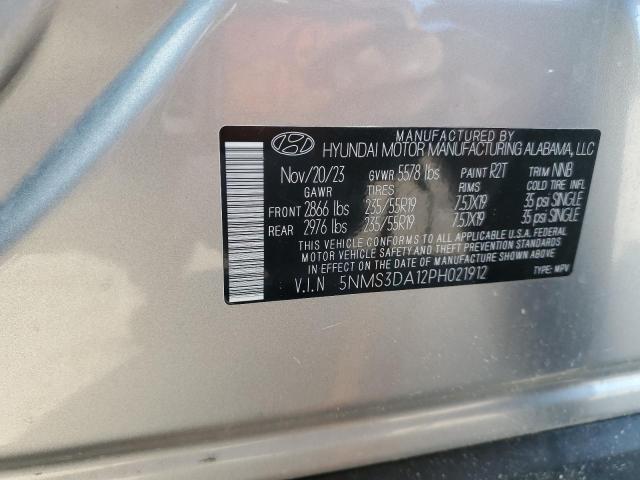 MANUFACTURED BY
HYUNDAI MOTOR MANUFACTURING ALABAMA, LLC
Nov/20/23 GVWR 5578 lbs PAINT R2T TRIM NNB
GAWR TIRES RIMS COLD TIRE INFL
FRONT 2866 lbs 235/55R19 7.5JX19 35 psi SINGLE
REAR 2976 lbs 235/55R19 7.5JX19 35 psi SINGLE
THIS VEHICLE CONFORMS TO ALL APPLICABLE U.S.A. FEDERAL
MOTOR VEHICLE SAFETY AND THEFT PREVENTION STANDARDS
IN EFFECT ON THE DATE OF MANUFACTURE SHOWN ABOVE.
V.I.N 5NMS3DA12PH021912 TYPE: MPV